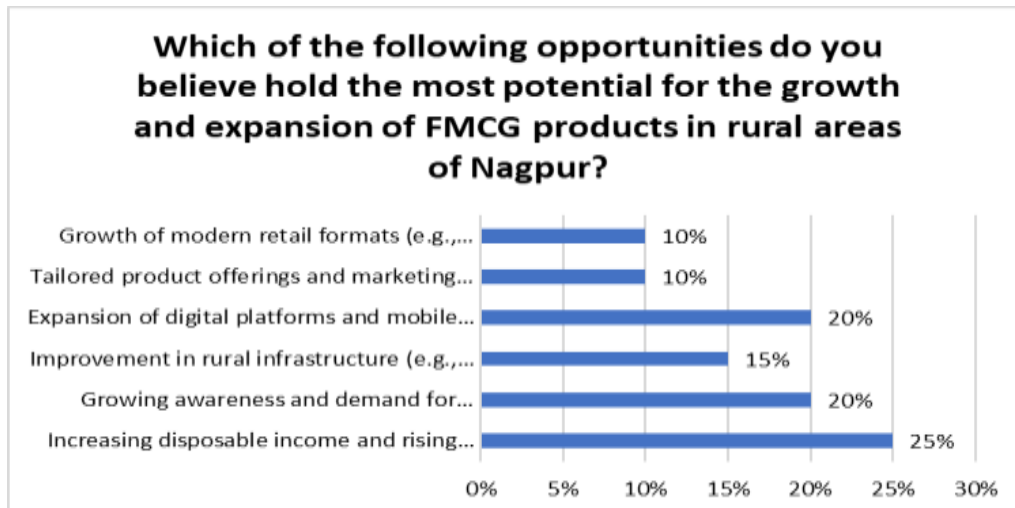 Which of the following opportunities do you
believe hold the most potential for the growth
and expansion of FMCG products in rural areas
of Nagpur?
Growth of modern retail formats (e.g.,... 10%
Tailored product offerings and marketing... 10%
Expansion of digital platforms and mobile... 20%
Improvement in rural infrastructure (e.g.,... 15%
Growing awareness and demand for... 20%
Increasing disposable income and rising... 25%
0% 5% 10% 15% 20% 25% 30%